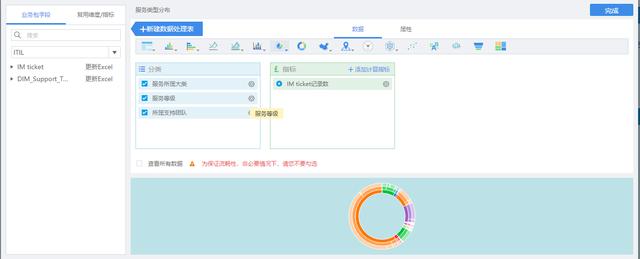 业务包字段
常用维度/指标
搜索
ITIL
IM ticket 更新Excel
DIM_Support_T... 更新Excel
服务类型分布
完成
+新建数据处理表
数据
属性
分类
服务所属大类
服务等级
所属支持团队
服务等级
指标
+添加计算指标
IM ticket记录数
查看所有数据
为保证流畅性，非必要情况下，请您不要勾选